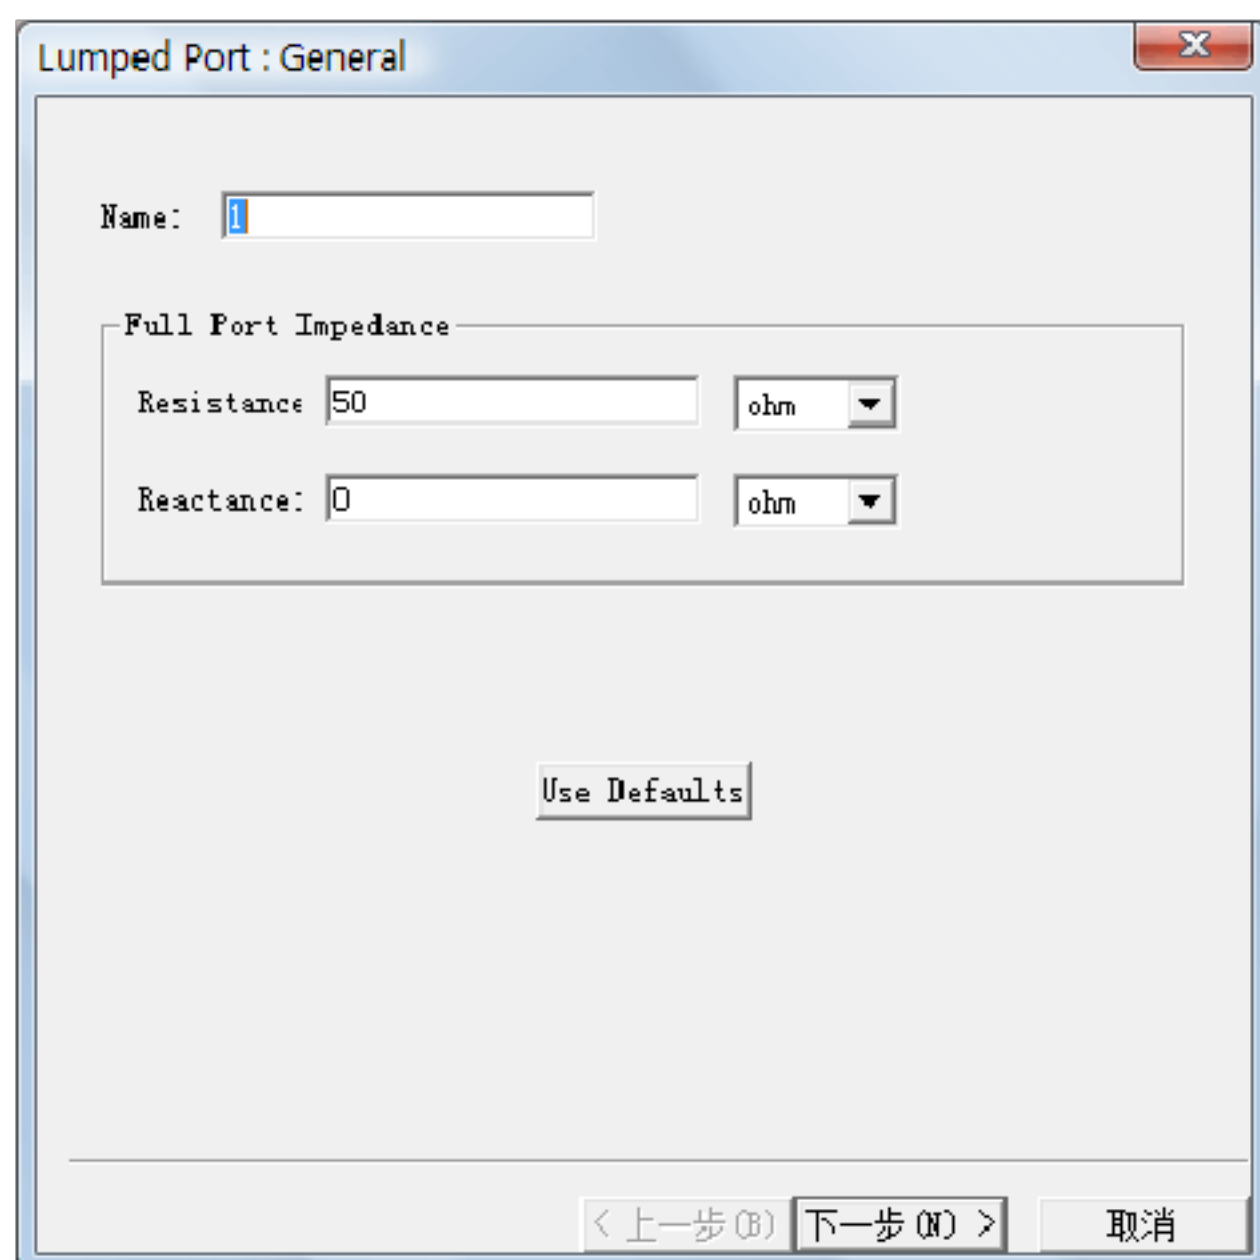 Lumped Port : General
Name: 1
Full Port Impedance
Resistance 50 ohm
Reactance: 0 ohm
Use Defaults
< 上一步(B) 下一步(N) > 取消